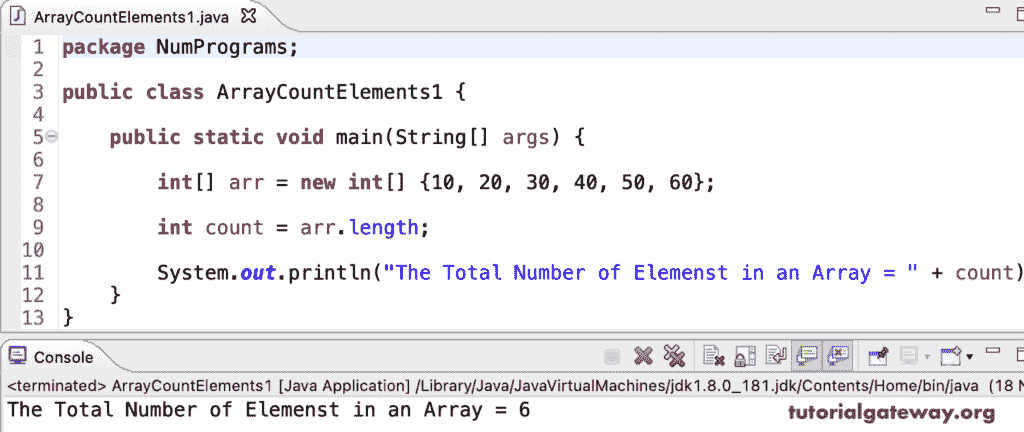 ArrayCountElements1.java
1 package NumPrograms;
2
3 public class ArrayCountElements1 {
4
5 public static void main(String[] args) {
6
7 int[] arr = new int[] {10, 20, 30, 40, 50, 60};
8
9 int count = arr.length;
10
11 System.out.println("The Total Number of Elemenst in an Array = " + count)
12 }
13 }
Console
<terminated> ArrayCountElements1 [Java Application] /Library/Java/JavaVirtualMachines/jdk1.8.0_181.jdk/Contents/Home/bin/java (18 N
The Total Number of Elemenst in an Array = 6
tutorialgateway.org